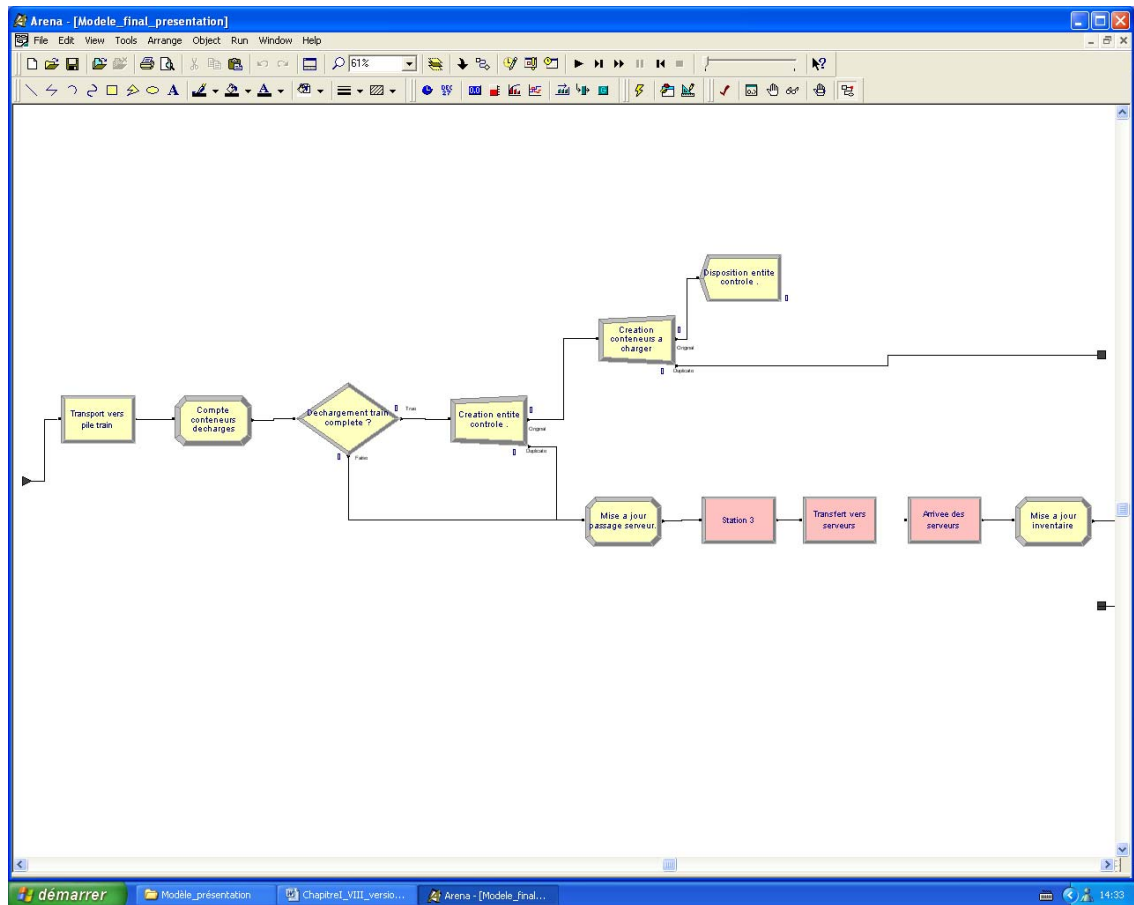 Arena - [Modele_final_presentation]
File Edit View Tools Arrange Object Run Window Help
61%
Disposition entite
controle .
Creation
conteneurs a
charger
Original
Duplicate
Transport vers
pile train
Compte
conteneurs
decharges
Dechargement train
complete ?
True
False
Creation entite
controle .
Original
Duplicate
Mise a jour
passage serveur.
Station 3
Transfert vers
serveurs
Arrivee des
serveurs
Mise a jour
inventaire
démarrer
Modèle_présentation
ChapitreI_VIII_versio...
Arena - [Modele_final...
14:33